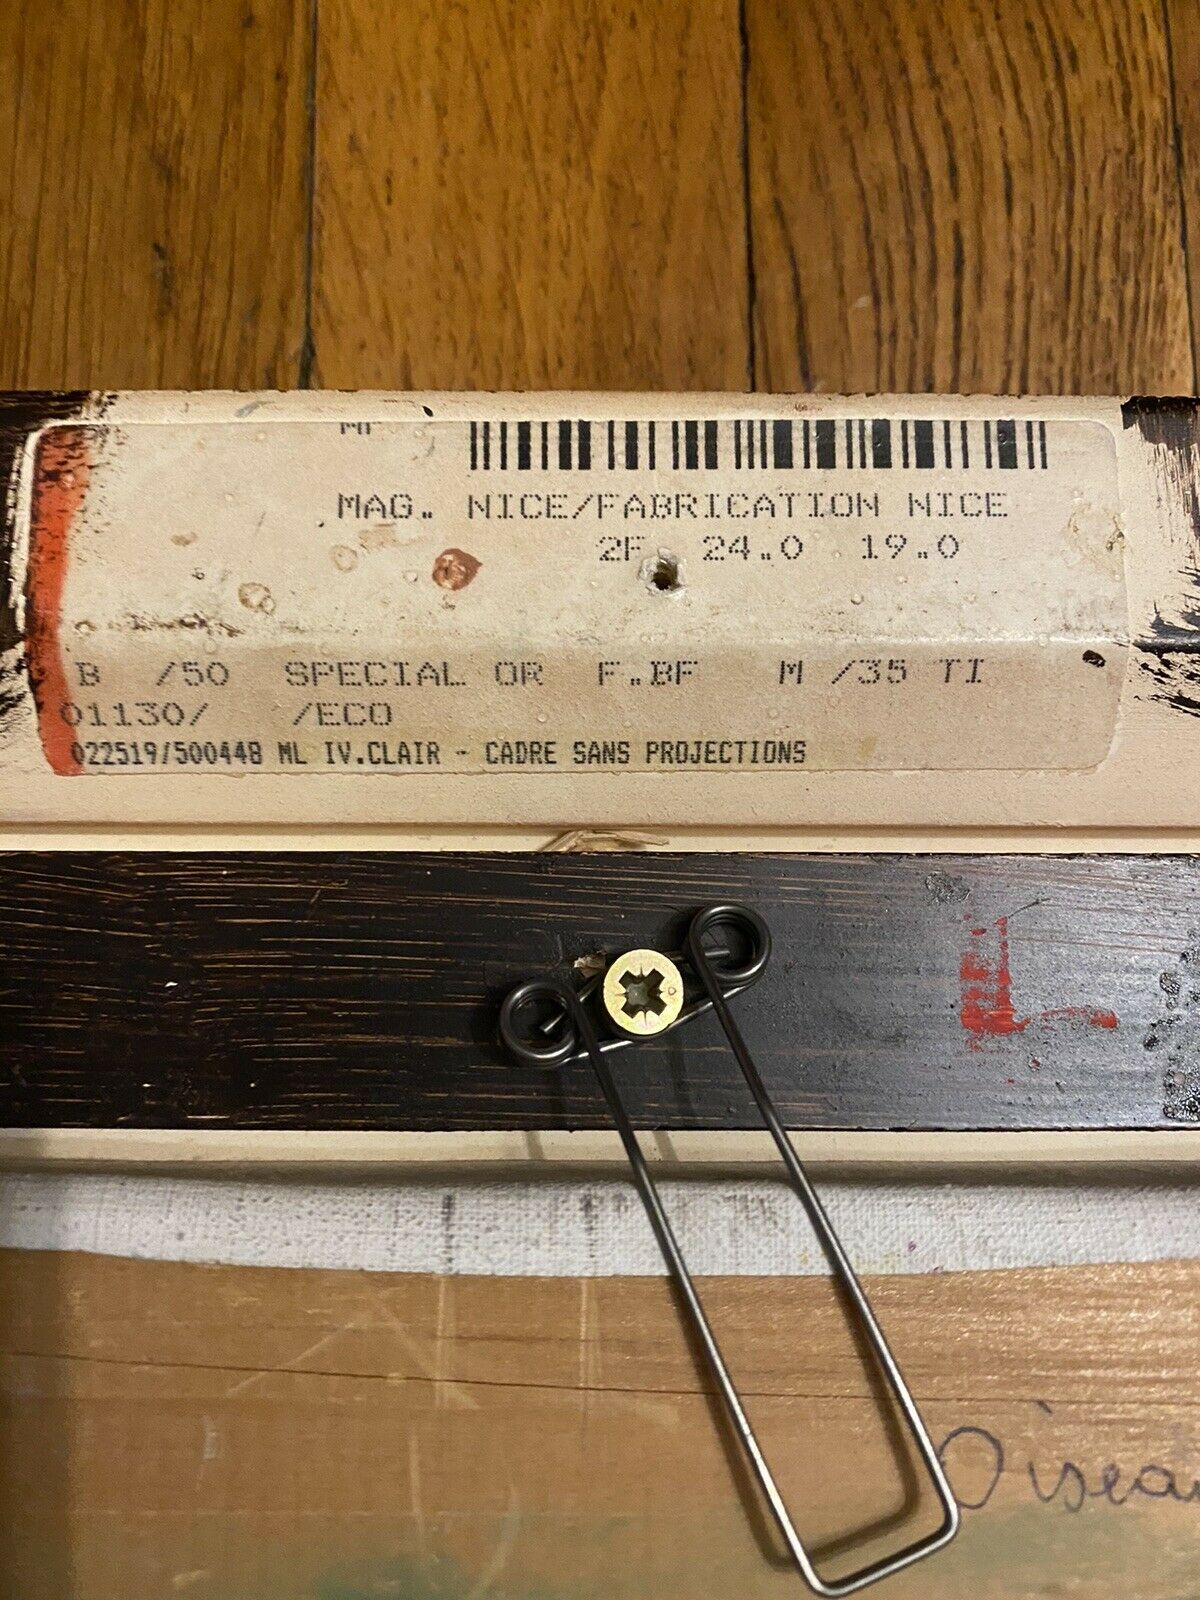 MAG. NICE/FABRICATION NICE
2F 24.0 19.0
B /50 SPECIAL OR F.BF M /35 TI
01130/ /ECO
022519/500448 ML IV.CLAIR - CADRE SANS PROJECTIONS